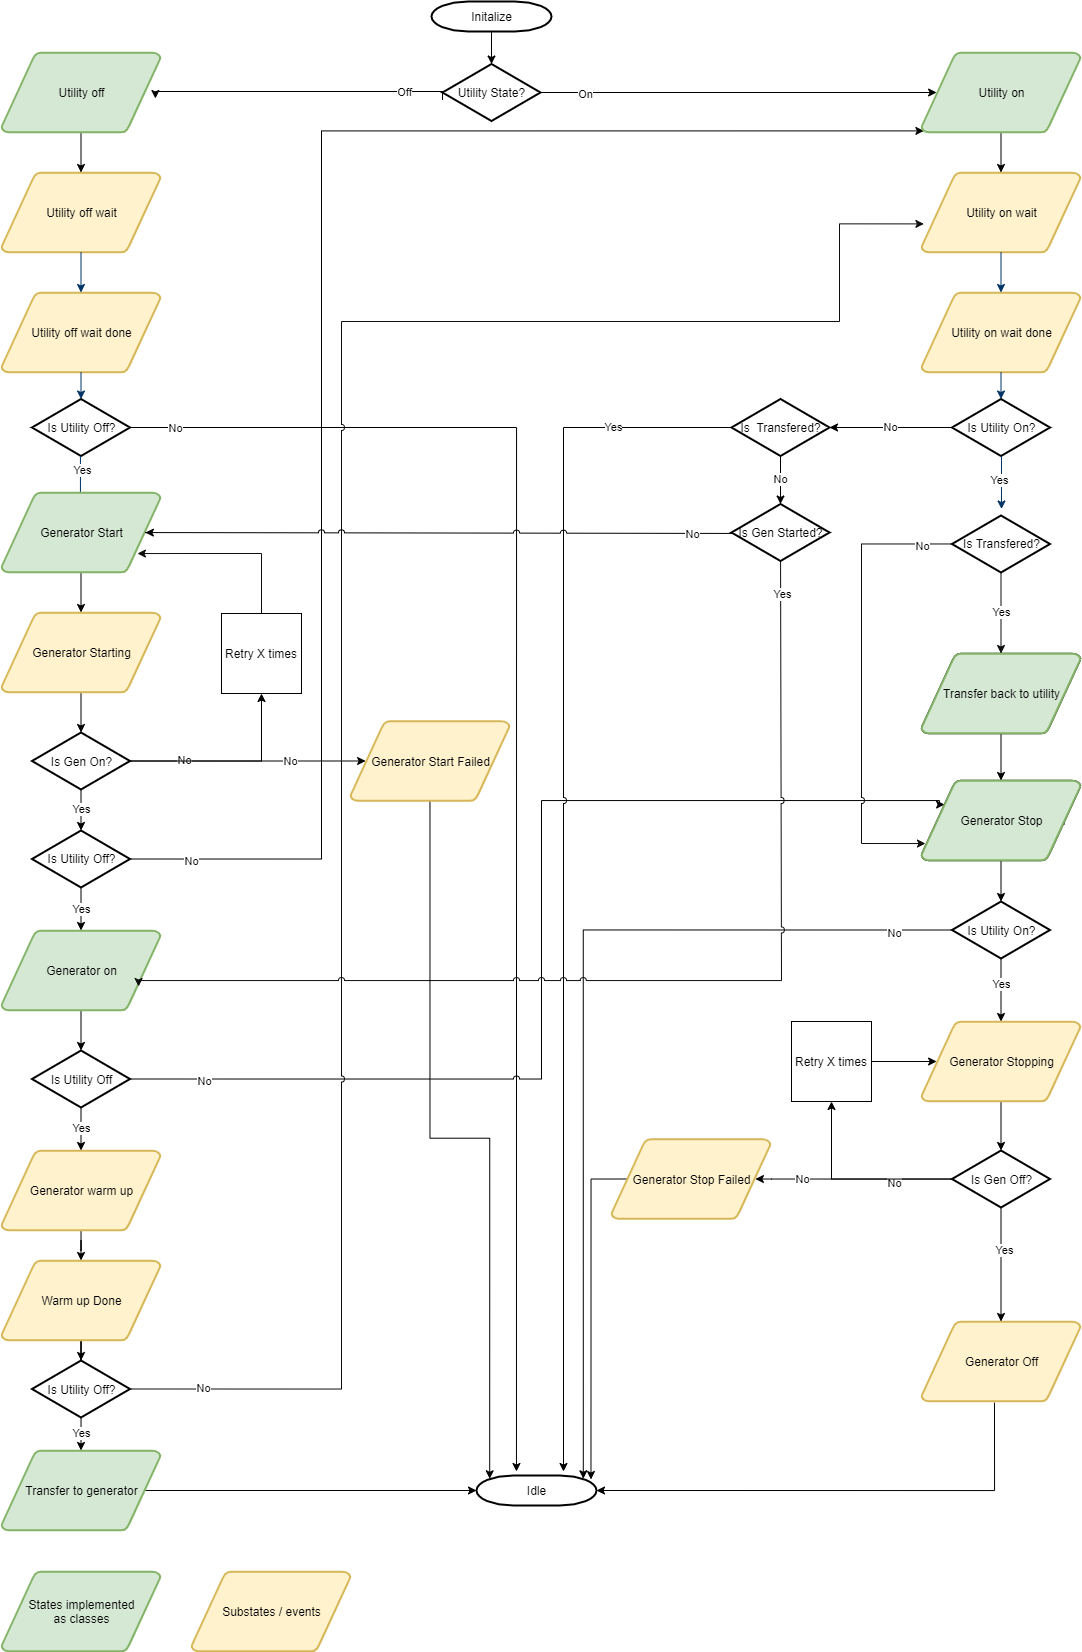 Initalize
Utility off
Off
Utility State?
On
Utility on
Utility off wait
Utility on wait
Utility off wait done
Utility on wait done
Is Utility Off?
No
Yes
Is Transfered?
No
Is Utility On?
Yes
No
Yes
Generator Start
No
Is Gen Started?
No
Is Transfered?
Yes
Yes
Generator Starting
Retry X times
Transfer back to utility
Is Gen On?
No
No
Generator Start Failed
Yes
Generator Stop
Is Utility Off?
No
Yes
No
Is Utility On?
Generator on
Yes
Is Utility Off
No
Retry X times
Generator Stopping
Yes
Generator warm up
Generator Stop Failed
No
No
Is Gen Off?
Yes
Warm up Done
Generator Off
Is Utility Off?
No
Yes
Transfer to generator
Idle
States implemented
as classes
Substates / events